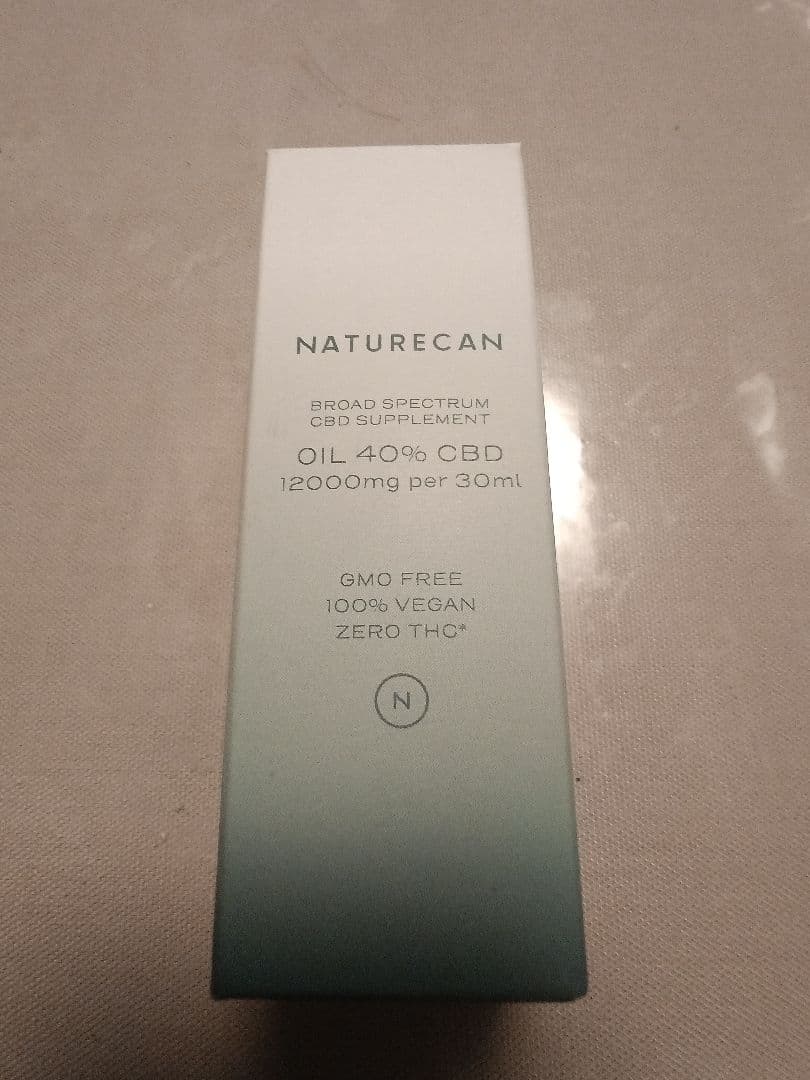 NATURECAN
BROAD SPECTRUM
CBD SUPPLEMENT
OIL 40% CBD
12000mg per 30ml
GMO FREE
100% VEGAN
ZERO THC*
N